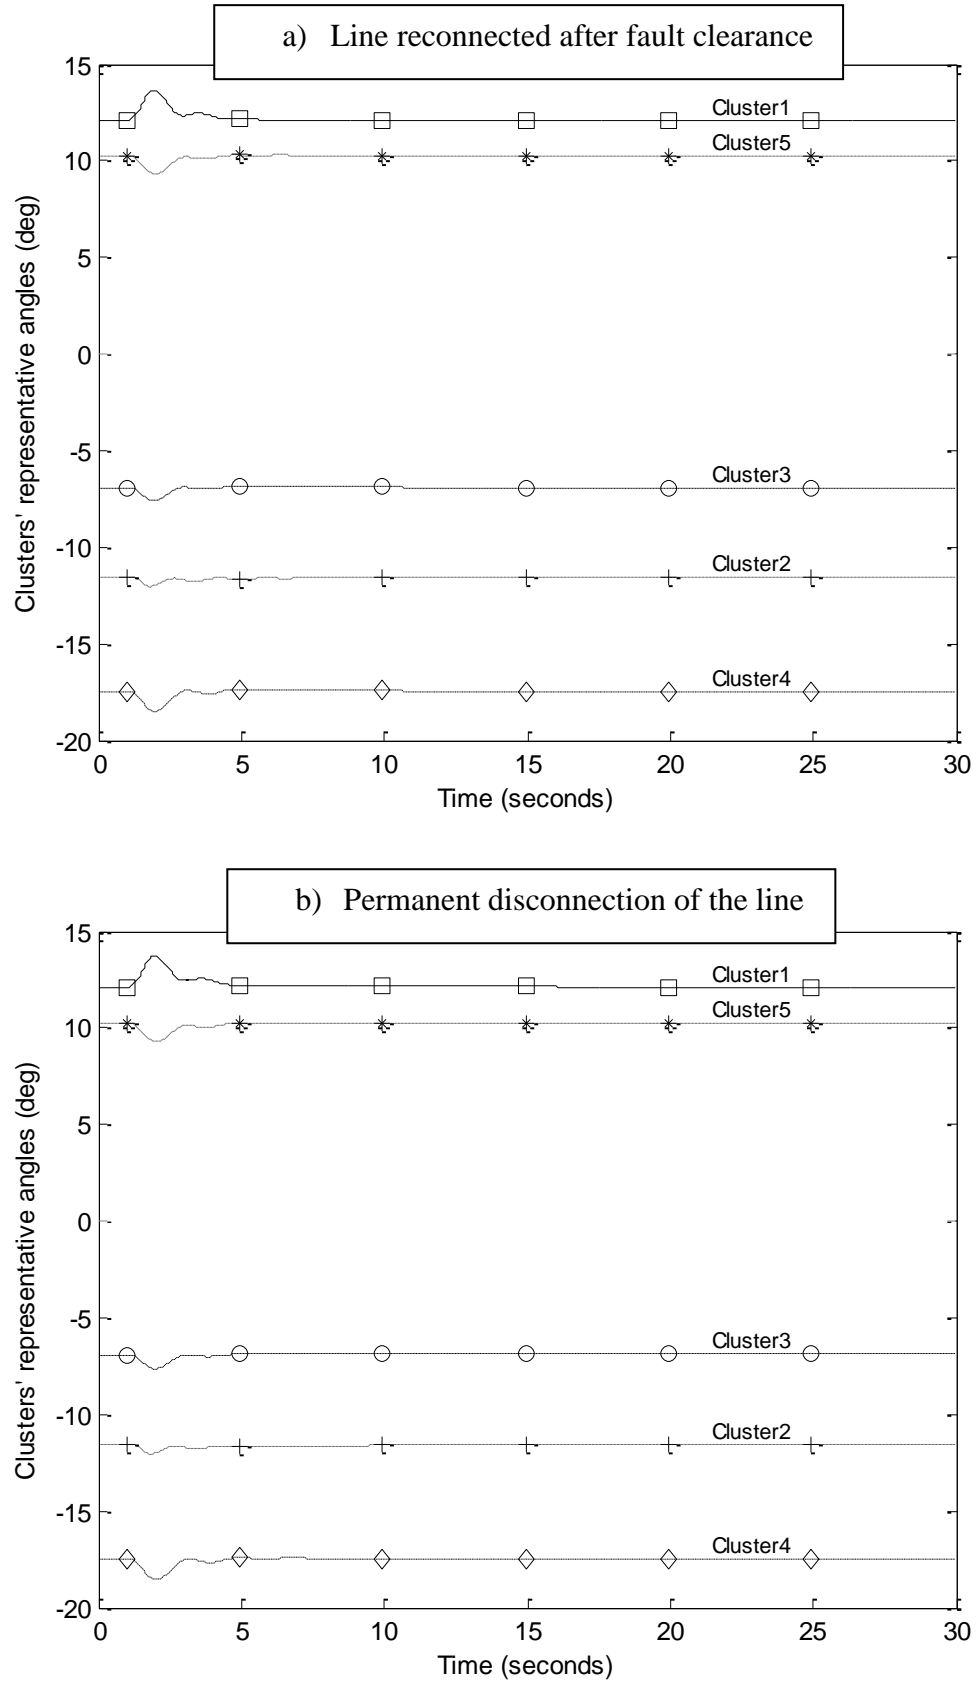 a) Line reconnected after fault clearance
15
10
5
0
-5
-10
-15
-20
Clusters' representative angles (deg)
Cluster1
Cluster5
Cluster3
Cluster2
Cluster4
0 5 10 15 20 25 30
Time (seconds)
b) Permanent disconnection of the line
15
10
5
0
-5
-10
-15
-20
Clusters' representative angles (deg)
Cluster1
Cluster5
Cluster3
Cluster2
Cluster4
0 5 10 15 20 25 30
Time (seconds)